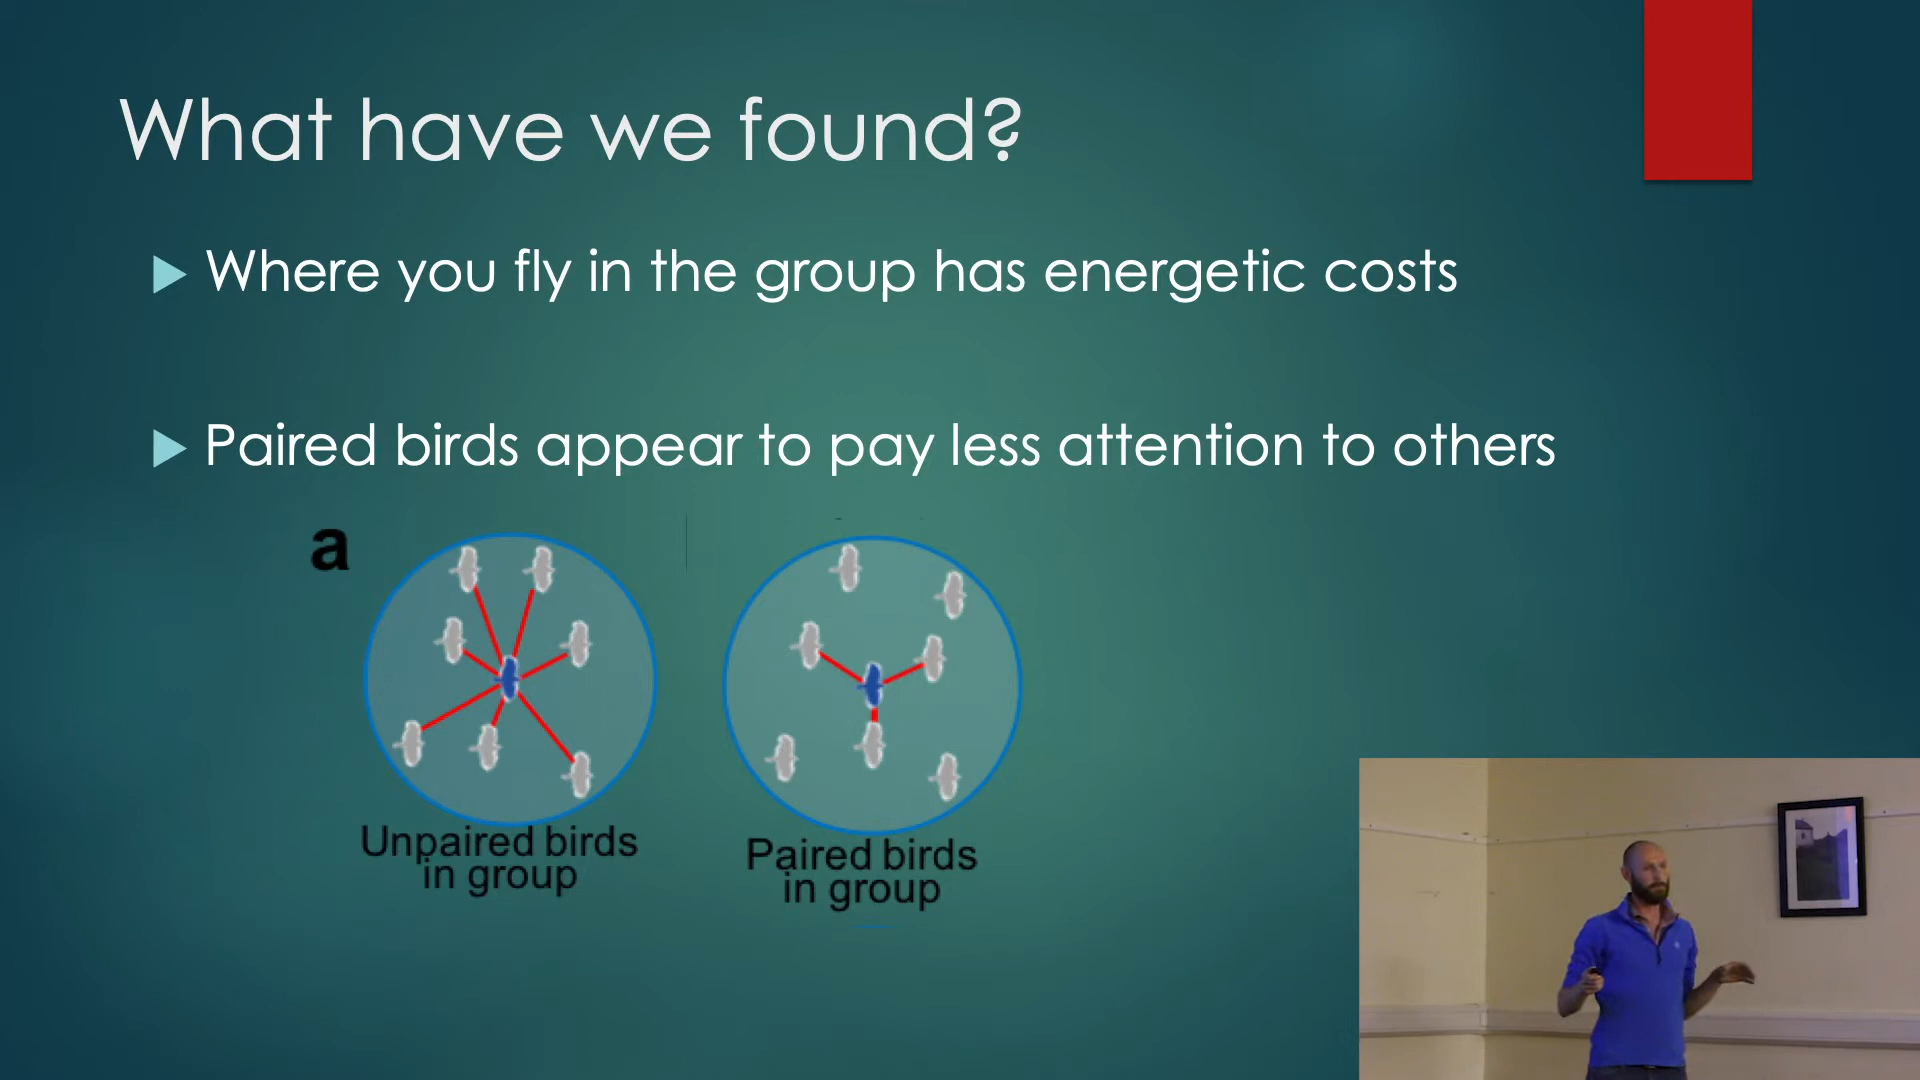 What have we found?
Where you fly in the group has energetic costs
Paired birds appear to pay less attention to others
a
Unpaired birds
in group
Paired birds
in group